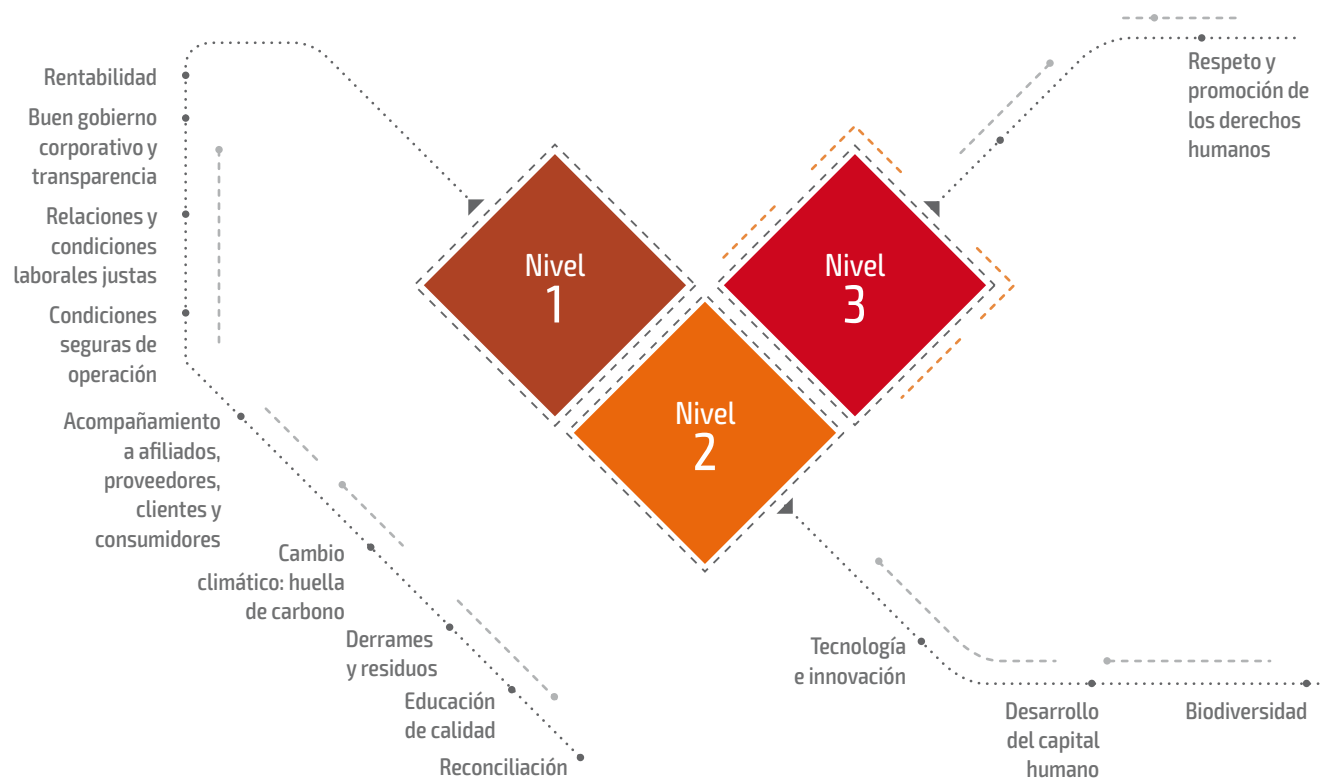 Rentabilidad
Buen gobierno
corporativo y
transparencia
Relaciones y
condiciones
laborales justas
Condiciones
seguras de
operación
Acompañamiento
a afiliados,
proveedores,
clientes y
consumidores
Cambio
climático: huella
de carbono
Derrames
y residuos
Educación
de calidad
Reconciliación
Nivel
1
Nivel
2
Nivel
3
Tecnología
e innovación
Desarrollo
del capital
humano
Biodiversidad
Respeto y
promoción de
los derechos
humanos